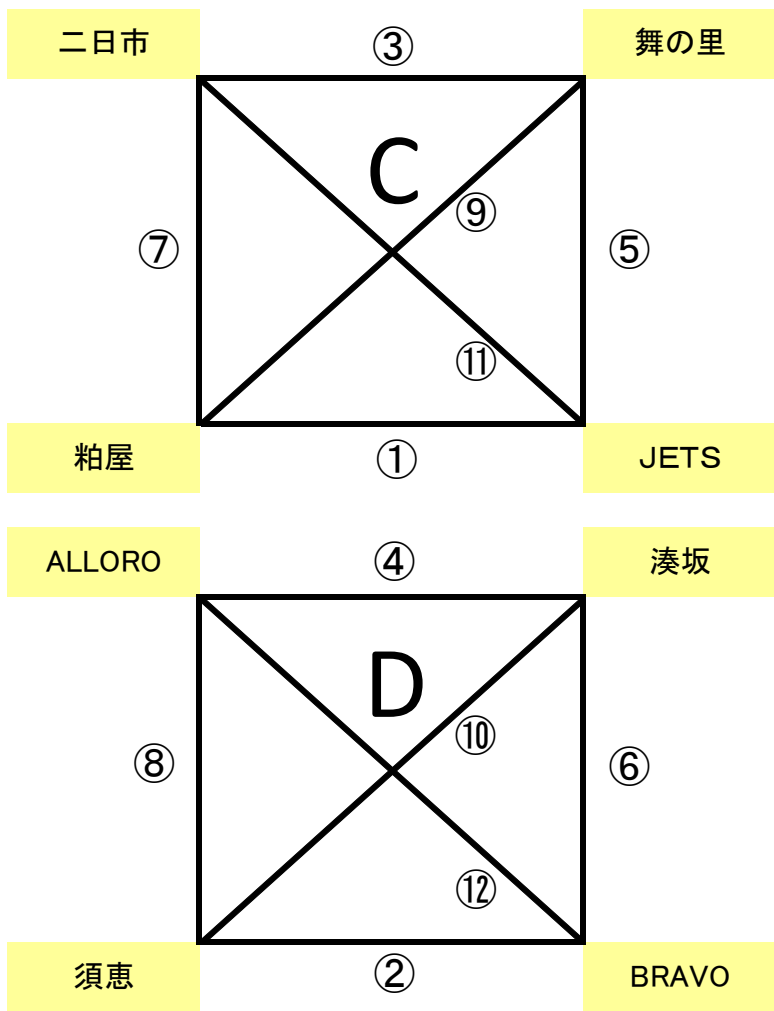 二日市 ③ 舞の里
C
⑨
⑦ ⑤
⑪
粕屋 ① JETS
ALLORO ④ 湊坂
D
⑩
⑧ ⑥
⑫
須恵 ② BRAVO